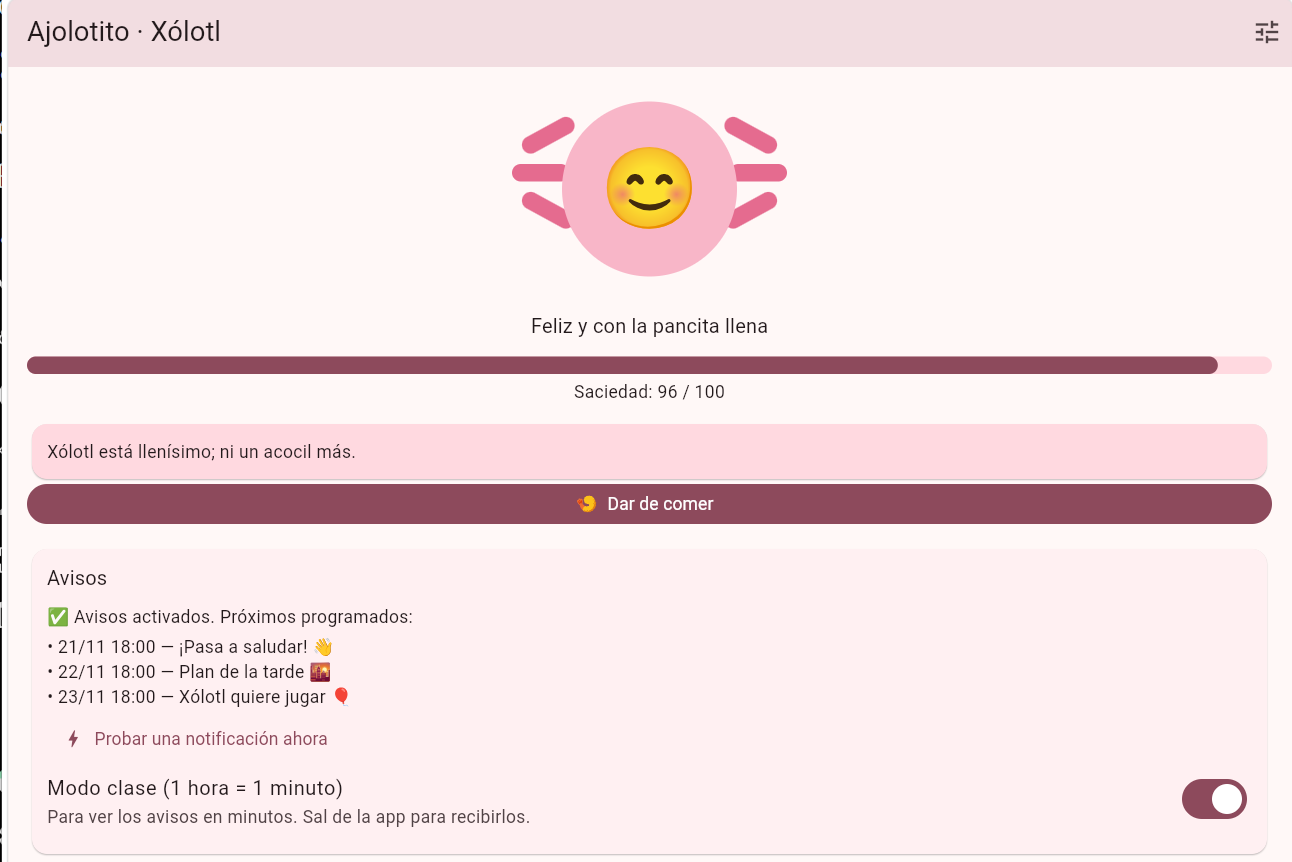 Ajolotito · Xólotl
Feliz y con la pancita llena
Saciedad: 96 / 100
Xólotl está llenísimo; ni un acocil más.
🍤 Dar de comer
Avisos
✅ Avisos activados. Próximos programados:
• 21/11 18:00 — ¡Pasa a saludar! 👋
• 22/11 18:00 — Plan de la tarde 🌇
• 23/11 18:00 — Xólotl quiere jugar 🎈
Probar una notificación ahora
Modo clase (1 hora = 1 minuto)
Para ver los avisos en minutos. Sal de la app para recibirlos.